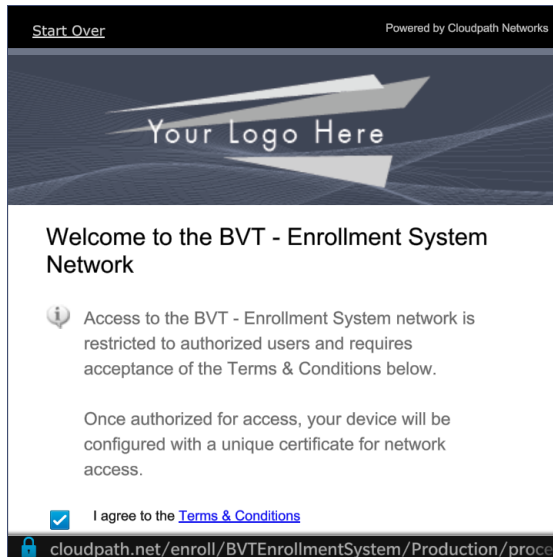 Start Over
Powered by Cloudpath Networks
Your Logo Here
Welcome to the BVT - Enrollment System
Network
Access to the BVT - Enrollment System network is
restricted to authorized users and requires
acceptance of the Terms & Conditions below.
Once authorized for access, your device will be
configured with a unique certificate for network
access.
I agree to the Terms & Conditions
cloudpath.net/enroll/BVTEnrollmentSystem/Production/proce